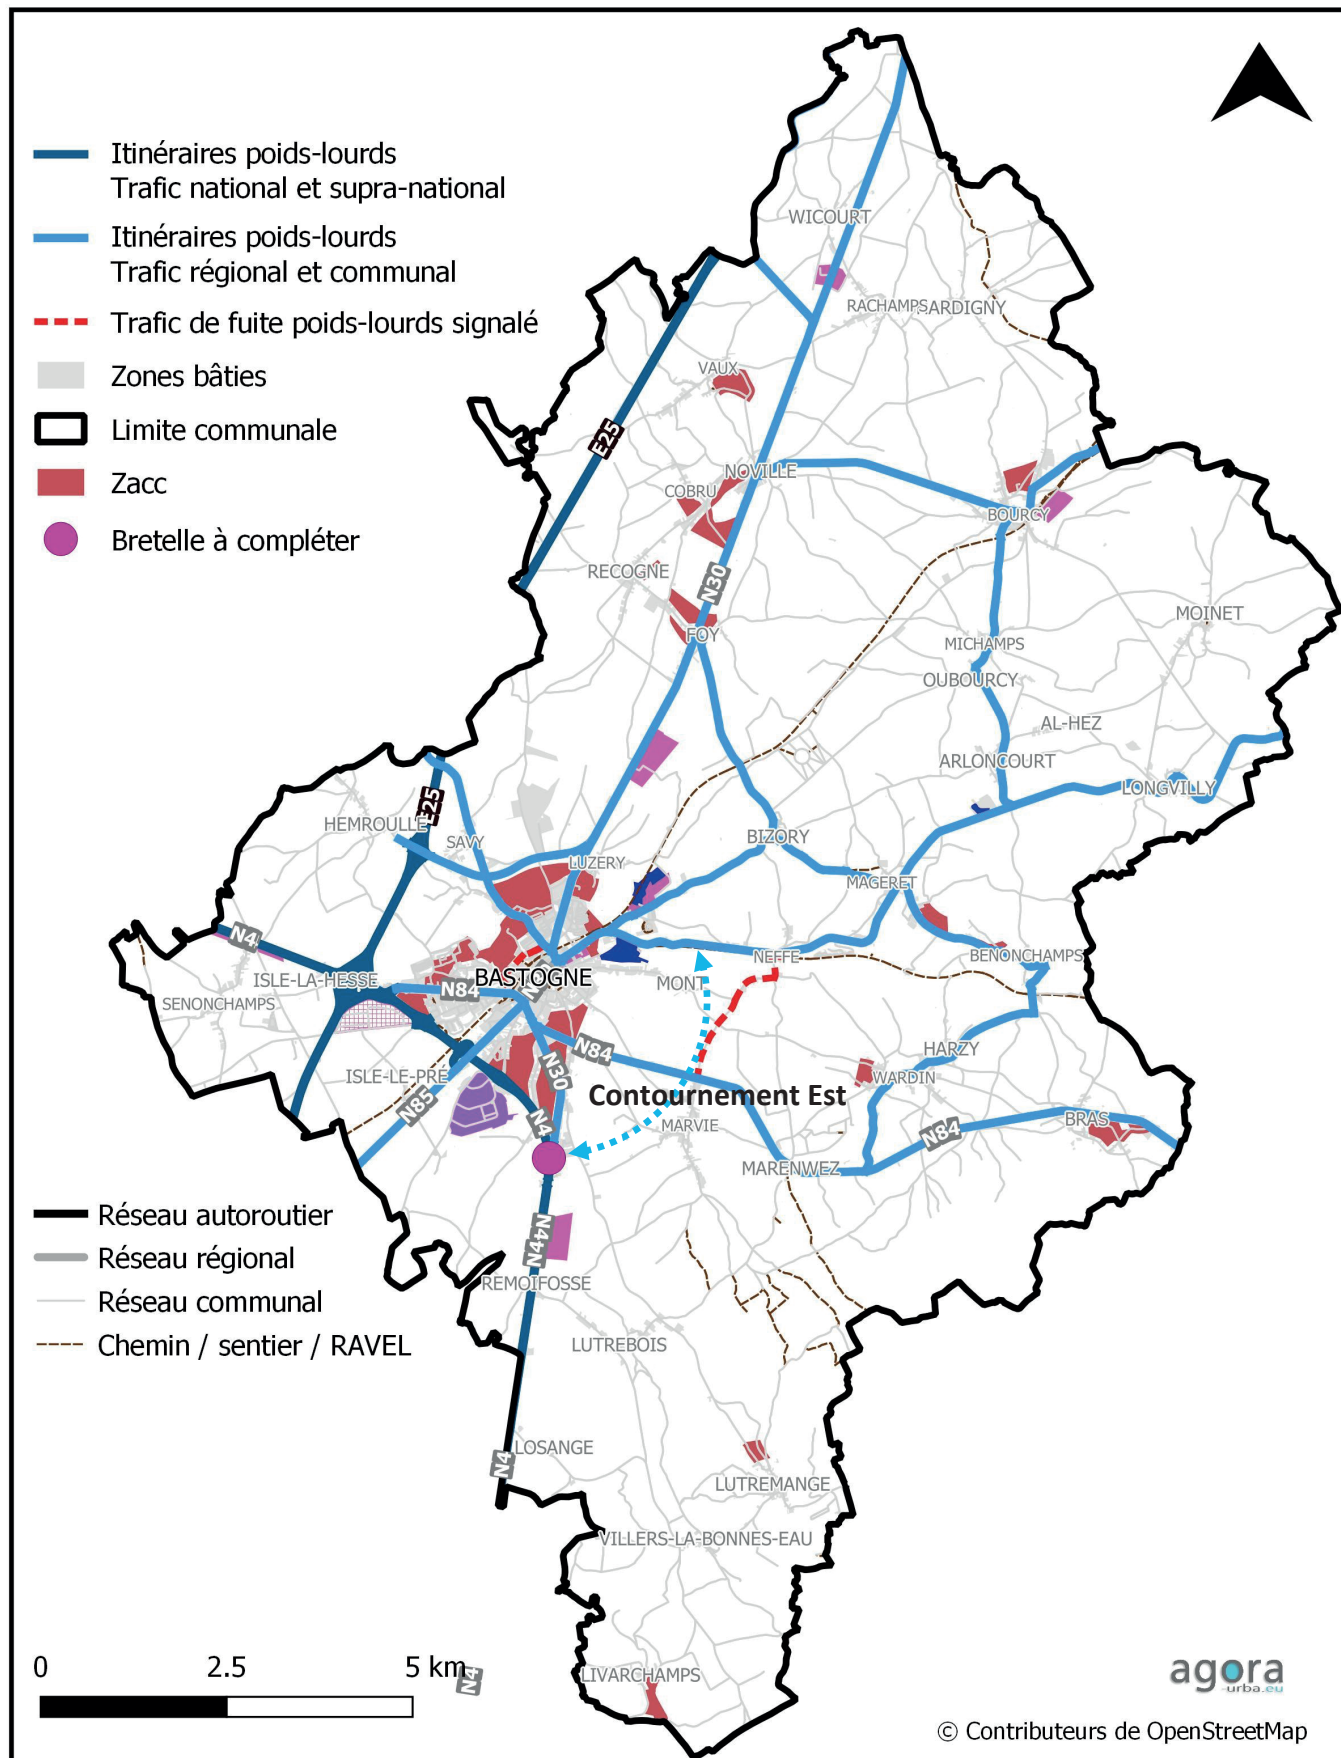 Itinéraires poids-lourds
Trafic national et supra-national
Itinéraires poids-lourds
Trafic régional et communal
Trafic de fuite poids-lourds signalé
Zones bâties
Limite communale
Zacc
Bretelle à compléter
WICOURT
RACHAMPS
ARDIGNY
VAUX
E25
NOVILLE
COBRU
BOURCY
RECOGNE
N30
FOY
MOINET
MICHAMPS
OUBOURCY
AL-HEZ
ARLONCOURT
LONGVILLY
E25
HEMROULLE
SAVY
LUZERY
BIZORY
MAGERET
N4
ISLE-LA-HESSE
SENONCHAMPS
N84
BASTOGNE
MONT
NEFFE
BENONCHAMPS
ISLE-LE-PRE
N85
N30
N84
HARZY
WARDIN
Contournement Est
N4
MARVIE
N84
BRAS
MARENWEZ
N4
N4
REMOIFOSSE
LUTREBOIS
Réseau autoroutier
Réseau régional
Réseau communal
Chemin / sentier / RAVEL
N4
LOSANGE
LUTREMANGE
VILLERS-LA-BONNES-EAU
LIVARCHAMPS
0 2.5 5 km
N4
agora
urba.eu
© Contributeurs de OpenStreetMap